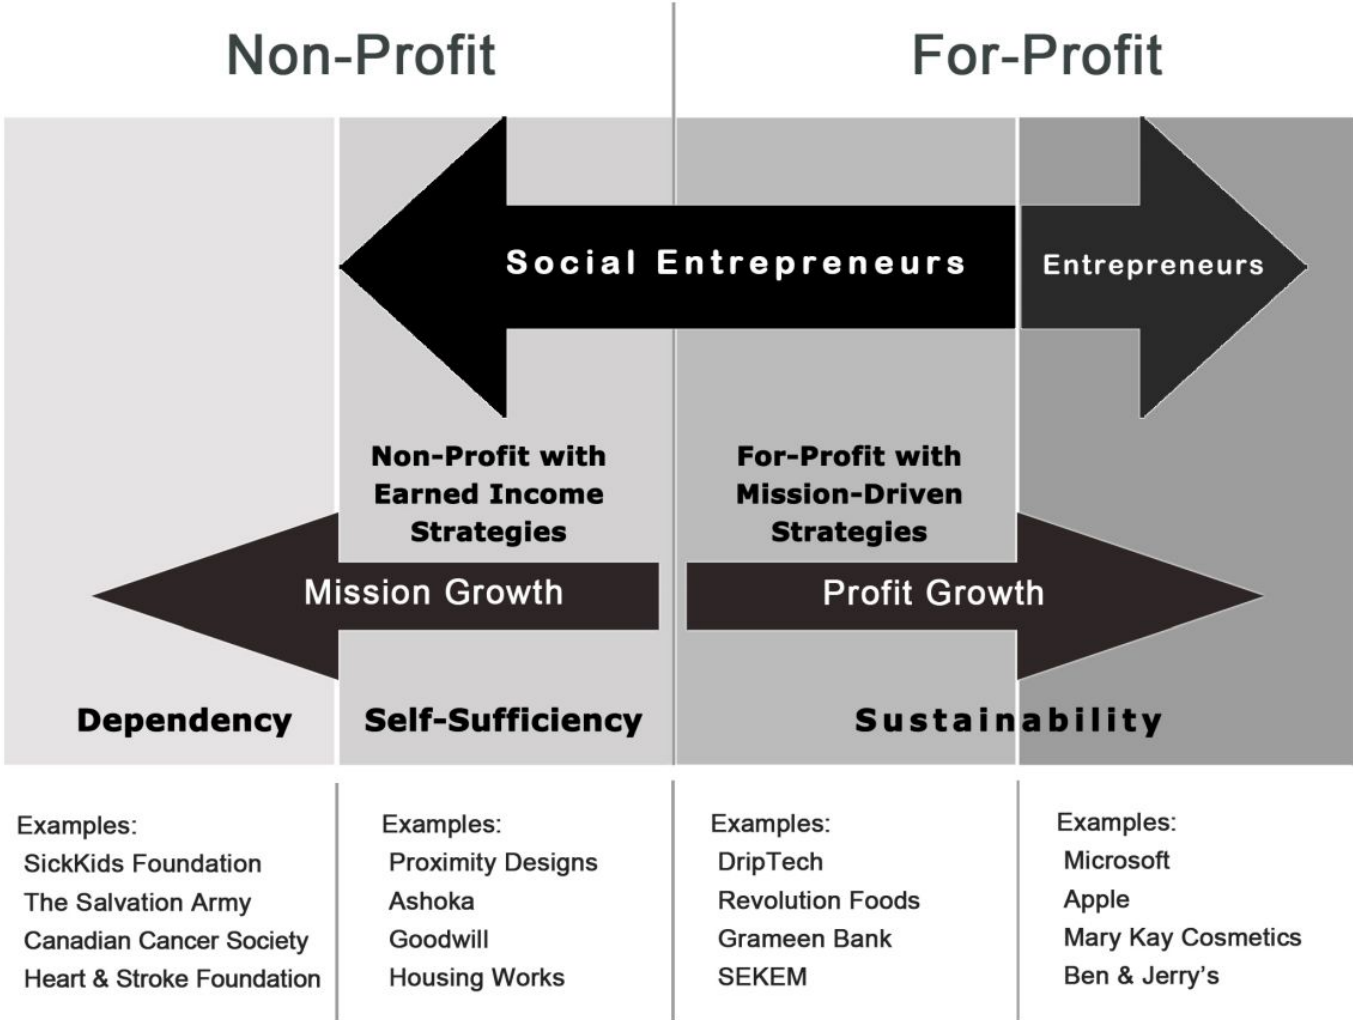 Non-Profit
For-Profit
Social Entrepreneurs
Entrepreneurs
Non-Profit with
Earned Income
Strategies
For-Profit with
Mission-Driven
Strategies
Mission Growth
Profit Growth
Dependency
Self-Sufficiency
Sustainability
Examples:
SickKids Foundation
The Salvation Army
Canadian Cancer Society
Heart & Stroke Foundation
Examples:
Proximity Designs
Ashoka
Goodwill
Housing Works
Examples:
DripTech
Revolution Foods
Grameen Bank
SEKEM
Examples:
Microsoft
Apple
Mary Kay Cosmetics
Ben & Jerry's